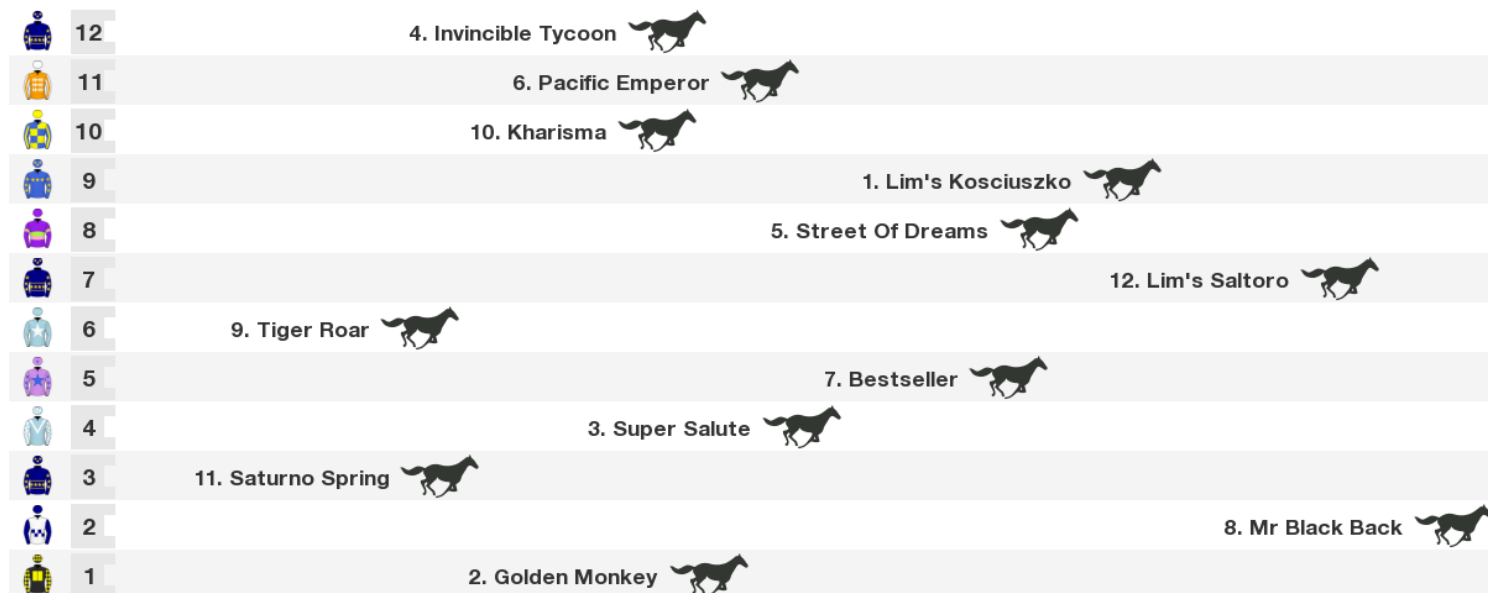 12 4. Invincible Tycoon
11 6. Pacific Emperor
10 10. Kharisma
9 1. Lim's Kosciuszko
8 5. Street Of Dreams
7 12. Lim's Saltoro
6 9. Tiger Roar
5 7. Bestseller
4 3. Super Salute
3 11. Saturno Spring
2 8. Mr Black Back
1 2. Golden Monkey